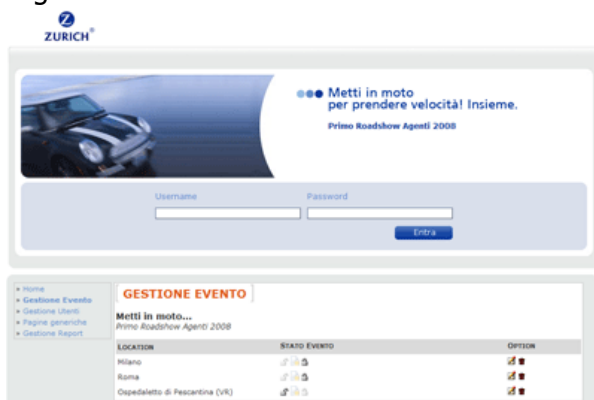 ZURICH®
Metti in moto
per prendere velocità! Insieme.
Primo Roadshow Agenti 2008
Username Password
Entra
Home
Gestione Evento
Gestione Utenti
Pagine generiche
Gestione Report
GESTIONE EVENTO
Metti in moto...
Primo Roadshow Agenti 2008
LOCATION STATO EVENTO OPTION
Milano
Roma
Ospedaletto di Pescantina (VR)